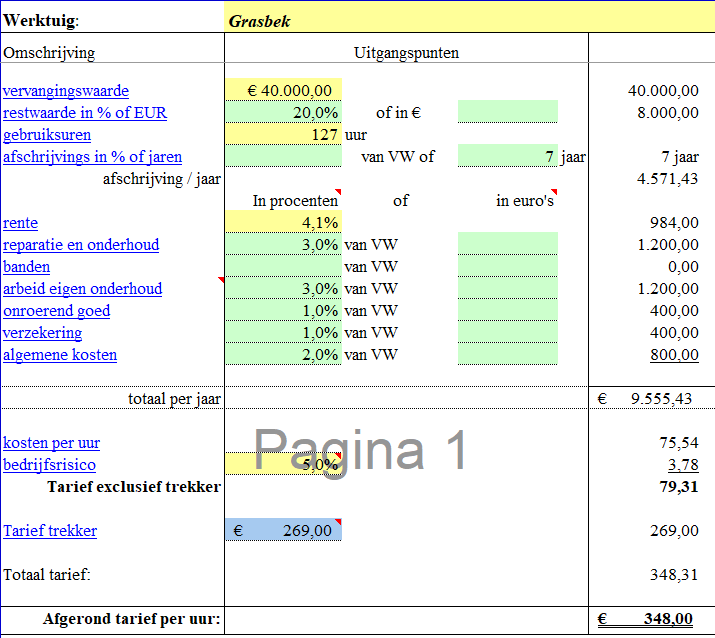 Werktuig: Grasbek
Omschrijving Uitgangspunten
vervangingswaarde € 40.000,00 40.000,00
restwaarde in % of EUR 20,0% of in € 8.000,00
gebruiksuren 127 uur
afschrijvings in % of jaren van VW of 7 jaar 7 jaar
afschrijving / jaar 4.571,43
In procenten of in euro's
rente 4,1% 984,00
reparatie en onderhoud 3,0% van VW 1.200,00
banden van VW 0,00
arbeid eigen onderhoud 3,0% van VW 1.200,00
onroerend goed 1,0% van VW 400,00
verzekering 1,0% van VW 400,00
algemene kosten 2,0% van VW 800,00
totaal per jaar € 9.555,43
Pagina 1
kosten per uur 75,54
bedrijfsrisico 5,0% 3,78
Tarief exclusief trekker 79,31
Tarief trekker € 269,00 269,00
Totaal tarief: 348,31
Afgerond tarief per uur: € 348,00